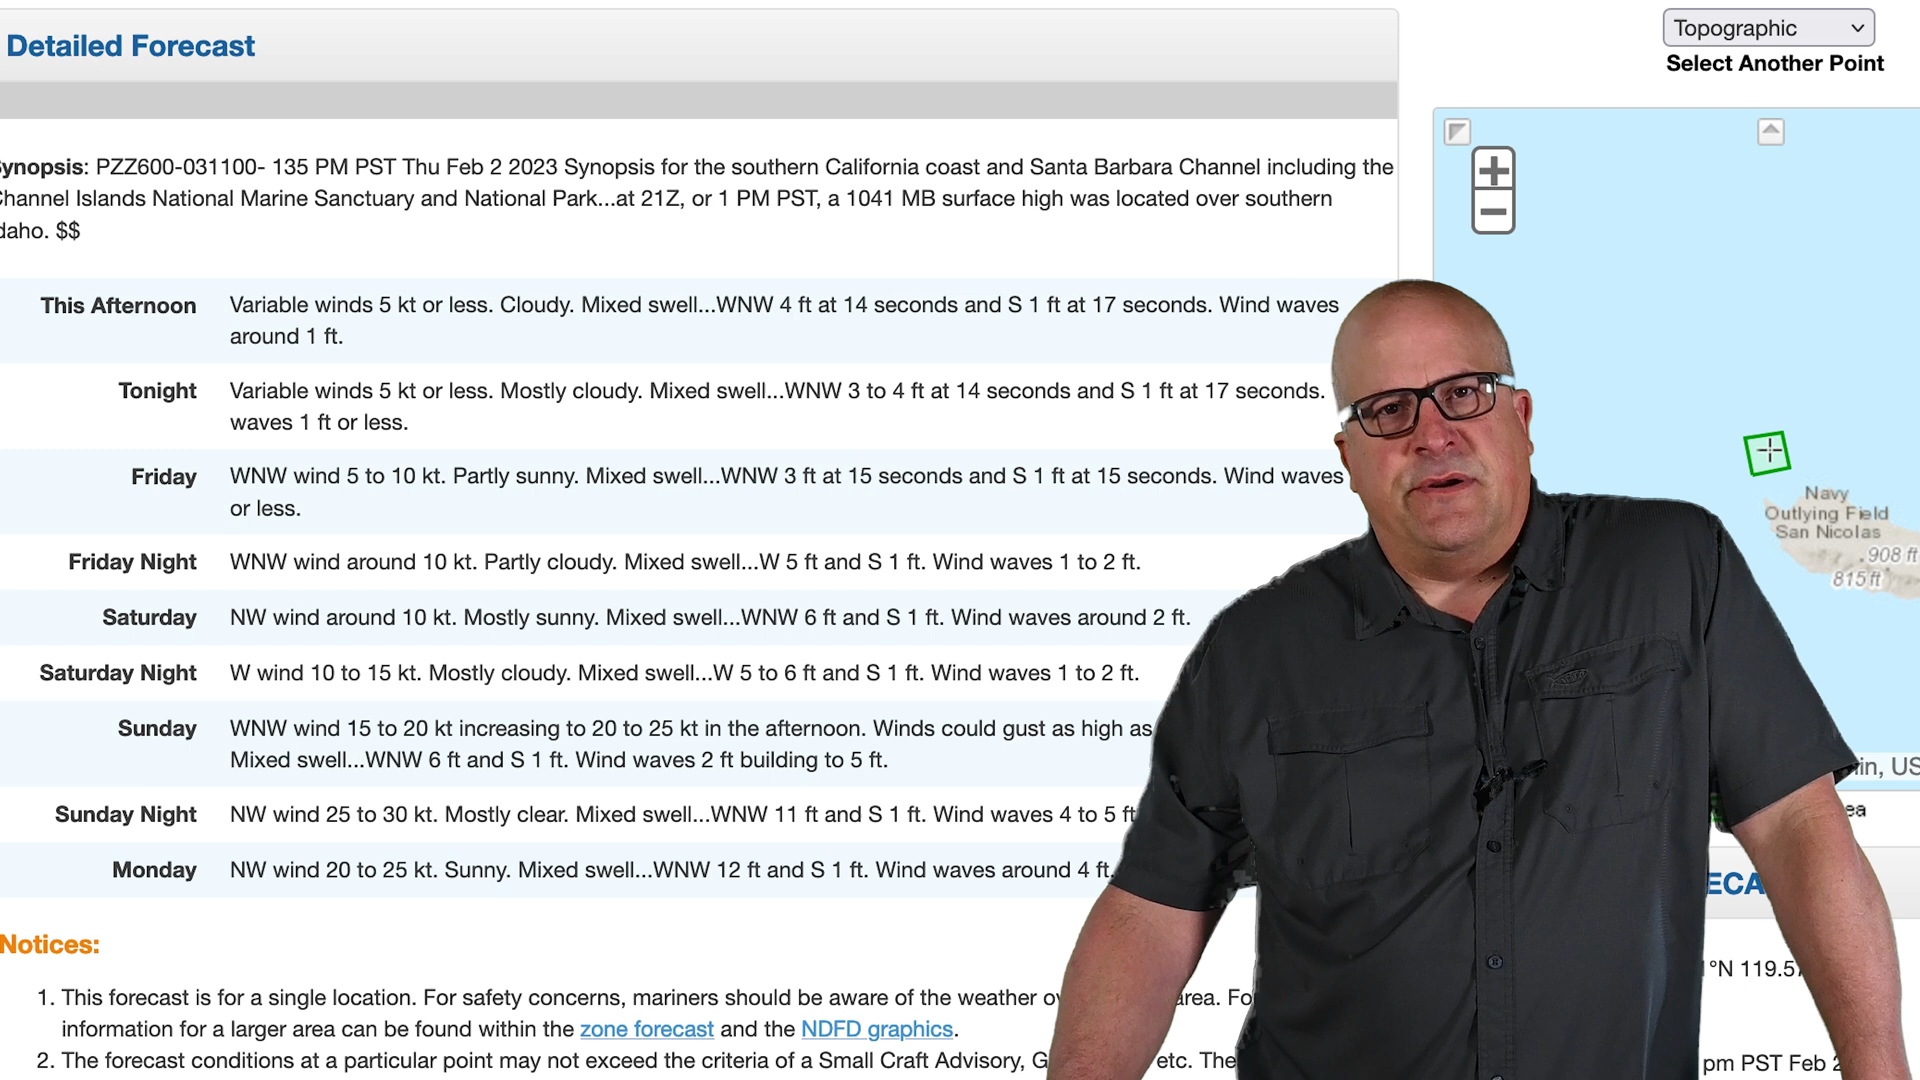 Detailed Forecast
Topographic
Select Another Point
ynopsis: PZZ600-031100- 135 PM PST Thu Feb 2 2023 Synopsis for the southern California coast and Santa Barbara Channel including the
hannel Islands National Marine Sanctuary and National Park...at 21Z, or 1 PM PST, a 1041 MB surface high was located over southern
daho. $$
This Afternoon
Variable winds 5 kt or less. Cloudy. Mixed swell...WNW 4 ft at 14 seconds and S 1 ft at 17 seconds. Wind waves
around 1 ft.
Tonight
Variable winds 5 kt or less. Mostly cloudy. Mixed swell...WNW 3 to 4 ft at 14 seconds and S 1 ft at 17 seconds.
waves 1 ft or less.
Friday
WNW wind 5 to 10 kt. Partly sunny. Mixed swell...WNW 3 ft at 15 seconds and S 1 ft at 15 seconds. Wind waves
or less.
Friday Night
WNW wind around 10 kt. Partly cloudy. Mixed swell...W 5 ft and S 1 ft. Wind waves 1 to 2 ft.
Saturday
NW wind around 10 kt. Mostly sunny. Mixed swell...WNW 6 ft and S 1 ft. Wind waves around 2 ft.
Saturday Night
W wind 10 to 15 kt. Mostly cloudy. Mixed swell...W 5 to 6 ft and S 1 ft. Wind waves 1 to 2 ft.
Sunday
WNW wind 15 to 20 kt increasing to 20 to 25 kt in the afternoon. Winds could gust as high as
Mixed swell...WNW 6 ft and S 1 ft. Wind waves 2 ft building to 5 ft.
Sunday Night
NW wind 25 to 30 kt. Mostly clear. Mixed swell...WNW 11 ft and S 1 ft. Wind waves 4 to 5 ft
Monday
NW wind 20 to 25 kt. Sunny. Mixed swell...WNW 12 ft and S 1 ft. Wind waves around 4 ft.
Notices:
1. This forecast is for a single location. For safety concerns, mariners should be aware of the weather ov area. Fo
information for a larger area can be found within the zone forecast and the NDFD graphics.
2. The forecast conditions at a particular point may not exceed the criteria of a Small Craft Advisory, G etc. The
Navy
Outlying Field
San Nicolas
908 ft
815 ft
in, US
ea
ECA
°N 119.57
pm PST Feb 2